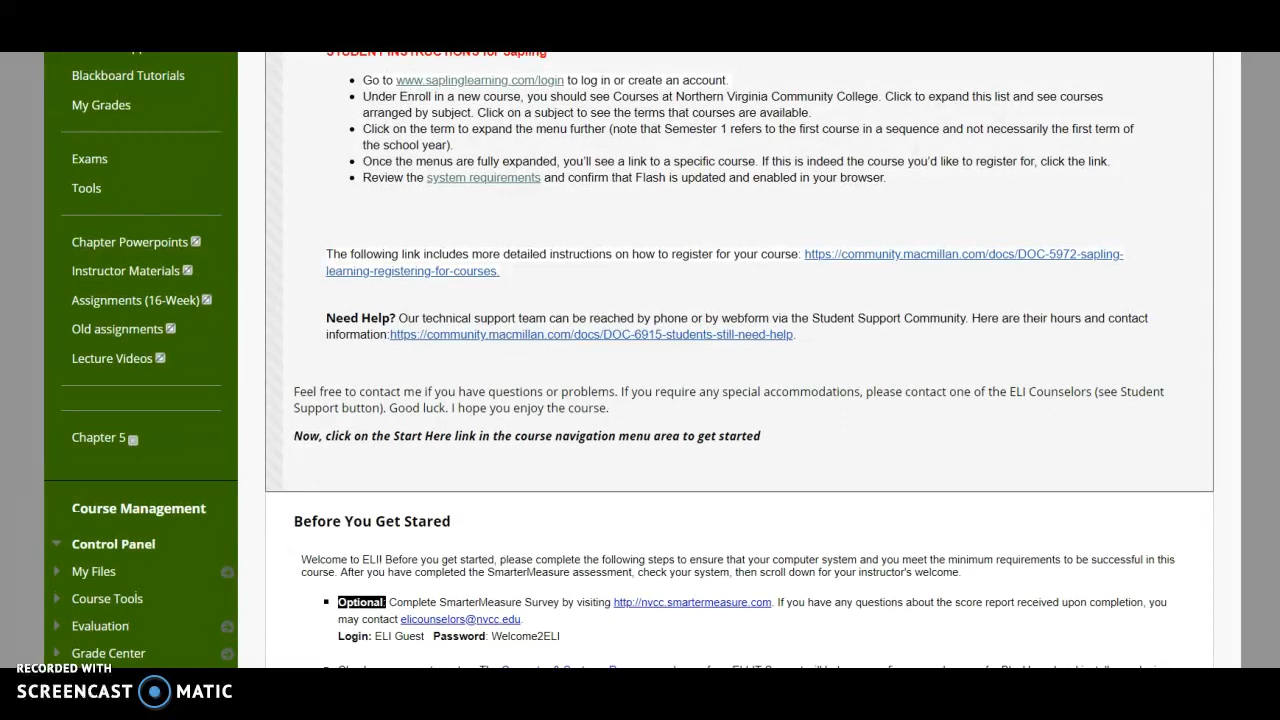 STUDENT INSTRUCTIONS for Sapling
Blackboard Tutorials
My Grades
Exams
Tools
Chapter Powerpoints
Instructor Materials
Assignments (16-Week)
Old assignments
Lecture Videos
Chapter 5
Course Management
Control Panel
My Files
Course Tools
Evaluation
Grade Center
• Go to www.saplinglearning.com/login to log in or create an account.
• Under Enroll in a new course, you should see Courses at Northern Virginia Community College. Click to expand this list and see courses
arranged by subject. Click on a subject to see the terms that courses are available.
• Click on the term to expand the menu further (note that Semester 1 refers to the first course in a sequence and not necessarily the first term of
the school year).
• Once the menus are fully expanded, you'll see a link to a specific course. If this is indeed the course you'd like to register for, click the link.
• Review the system requirements and confirm that Flash is updated and enabled in your browser.
The following link includes more detailed instructions on how to register for your course: https://community.macmillan.com/docs/DOC-5972-sapling-
learning-registering-for-courses.
Need Help? Our technical support team can be reached by phone or by webform via the Student Support Community. Here are their hours and contact
information:https://community.macmillan.com/docs/DOC-6915-students-still-need-help.
Feel free to contact me if you have questions or problems. If you require any special accommodations, please contact one of the ELI Counselors (see Student
Support button). Good luck. I hope you enjoy the course.
Now, click on the Start Here link in the course navigation menu area to get started
Before You Get Stared
Welcome to ELI! Before you get started, please complete the following steps to ensure that your computer system and you meet the minimum requirements to be successful in this
course. After you have completed the SmarterMeasure assessment, check your system, then scroll down for your instructor's welcome.
▪ Optional: Complete SmarterMeasure Survey by visiting http://nvcc.smartermeasure.com. If you have any questions about the score report received upon completion, you
may contact elicounselors@nvcc.edu.
Login: ELI Guest Password: Welcome2ELI
RECORDED WITH
SCREENCAST MATIC